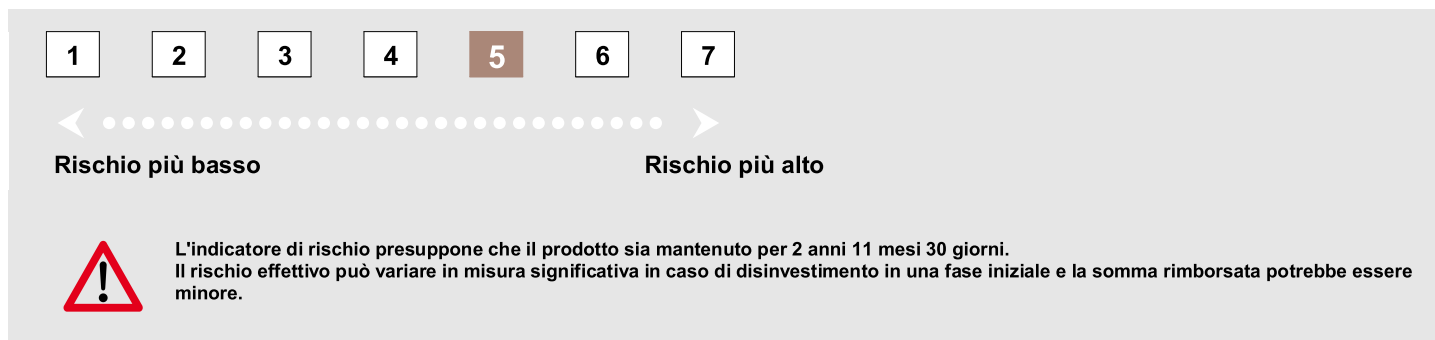 1 2 3 4 5 6 7
Rischio più basso Rischio più alto
L'indicatore di rischio presuppone che il prodotto sia mantenuto per 2 anni 11 mesi 30 giorni.
Il rischio effettivo può variare in misura significativa in caso di disinvestimento in una fase iniziale e la somma rimborsata potrebbe essere
minore.